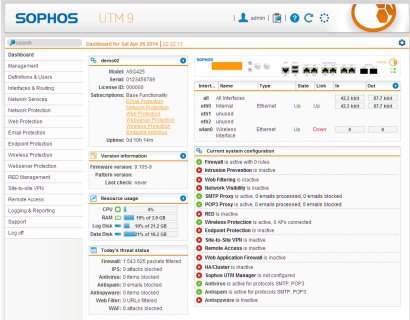 SOPHOS UTM 9
admin
search
Dashboard for Sat Apr 26 2014 | 22:22:13
Dashboard
Management
Definitions & Users
Interfaces & Routing
Network Services
Network Protection
Web Protection
Email Protection
Endpoint Protection
Wireless Protection
Webserver Protection
RED Management
Site-to-site VPN
Remote Access
Logging & Reporting
Support
Log off
Model: ASG425
Serial: 0123456789
License ID: 000000
Subscriptions: Base Functionality
Email Protection
Network Protection
Web Protection
Webserver Protection
Wireless Protection
Endpoint AntiVirus
Uptime: 0d 10h 14m
Version information
Firmware version: 9.195-9
Pattern version:
Last check: never
Resource usage
CPU 4%
RAM 15% of 3.9 GB
Log Disk 18% of 21.2 GB
Data Disk 21% of 16.2 GB
Today's threat status
Firewall: 1 543 625 packets filtered
IPS: 0 attacks blocked
Antivirus: 0 items blocked
Antispam: 0 emails blocked
Antispyware: 0 items blocked
Web Filter: 0 URLs filtered
WAF: 0 attacks blocked
SOPHOS
Interf... Name Type State Link In Out
all All Interfaces 42.3 kbit 87.7 kbit
eth0 Internal Ethernet Up Up 42.3 kbit 87.7 kbit
eth1 unused
eth2 unused
wlan0 Wireless Interface Ethernet Up Down 0 0
Current system configuration
Firewall is active with 0 rules
Intrusion Prevention is inactive
Web Filtering is inactive
Network Visibility is inactive
SMTP Proxy is active, 0 emails processed, 0 emails blocked
POP3 Proxy is active, 0 emails processed, 0 emails blocked
RED is inactive
Wireless Protection is active, 0 APs connected
Endpoint Protection is inactive
Site-to-Site VPN is inactive
Remote Access is inactive
Web Application Firewall is inactive
HA/Cluster is inactive
Sophos UTM Manager is not configured
Antivirus is active for protocols SMTP, POP3
Antispam is active for protocols SMTP, POP3
Antispyware is inactive